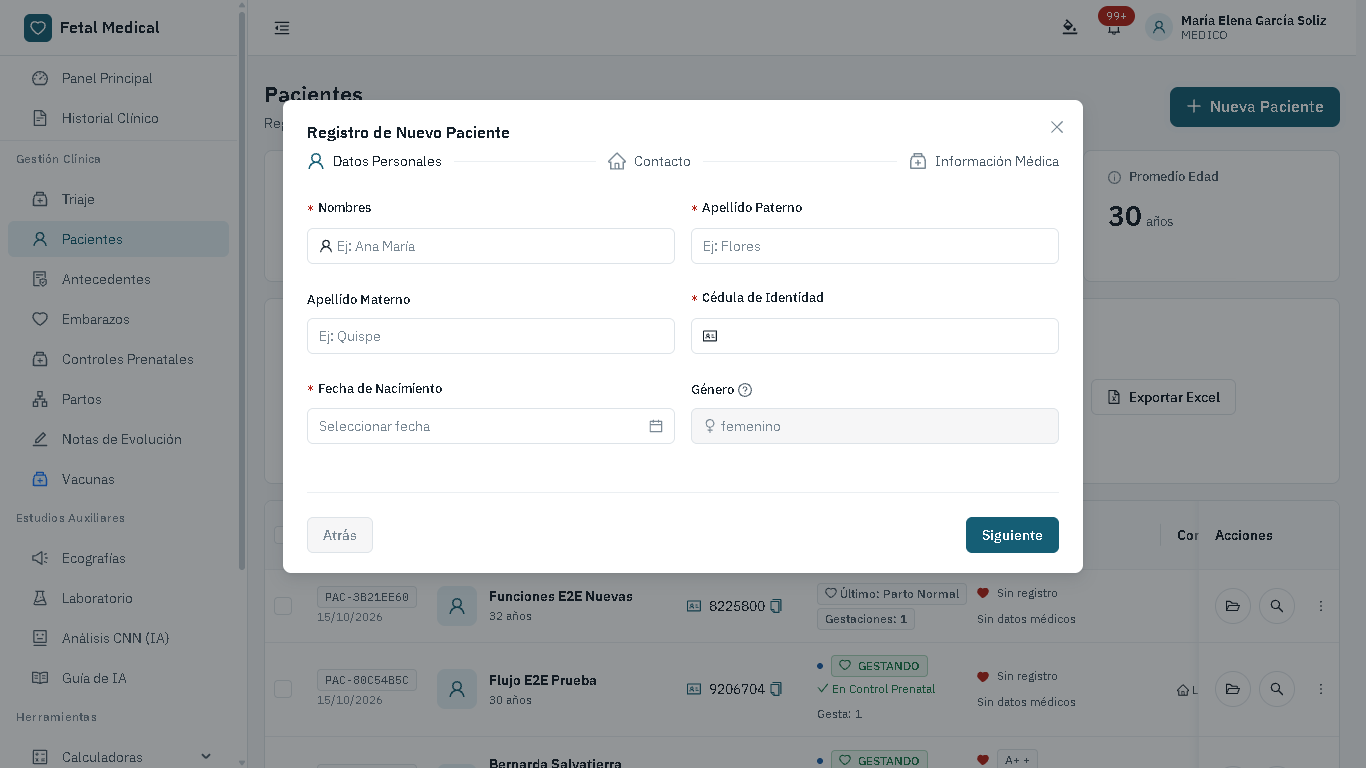 Fetal Medical
99+
María Elena García Soliz
MEDICO
Panel Principal
Historial Clínico
Gestión Clínica
Triaje
Pacientes
Antecedentes
Embarazos
Controles Prenatales
Partos
Notas de Evolución
Vacunas
Estudios Auxiliares
Ecografías
Laboratorio
Análisis CNN (IA)
Guía de IA
Herramientas
Calculadoras
Pacientes
Nueva Paciente
Promedio Edad
30 años
Exportar Excel
Registro de Nuevo Paciente
Datos Personales
Contacto
Información Médica
* Nombres
* Apellido Paterno
Ej: Ana María
Ej: Flores
Apellido Materno
* Cédula de Identidad
Ej: Quispe
* Fecha de Nacimiento
Género
Seleccionar fecha
femenino
Atrás
Siguiente
Acciones
PAC-3B21EE60
15/10/2026
Funciones E2E Nuevas
32 años
8225800
Último: Parto Normal
Gestaciones: 1
Sin registro
Sin datos médicos
PAC-80C54B5C
15/10/2026
Flujo E2E Prueba
30 años
9206704
GESTANDO
En Control Prenatal
Gesta: 1
Sin registro
Sin datos médicos
Bernarda Salvatierra
GESTANDO
A+ +